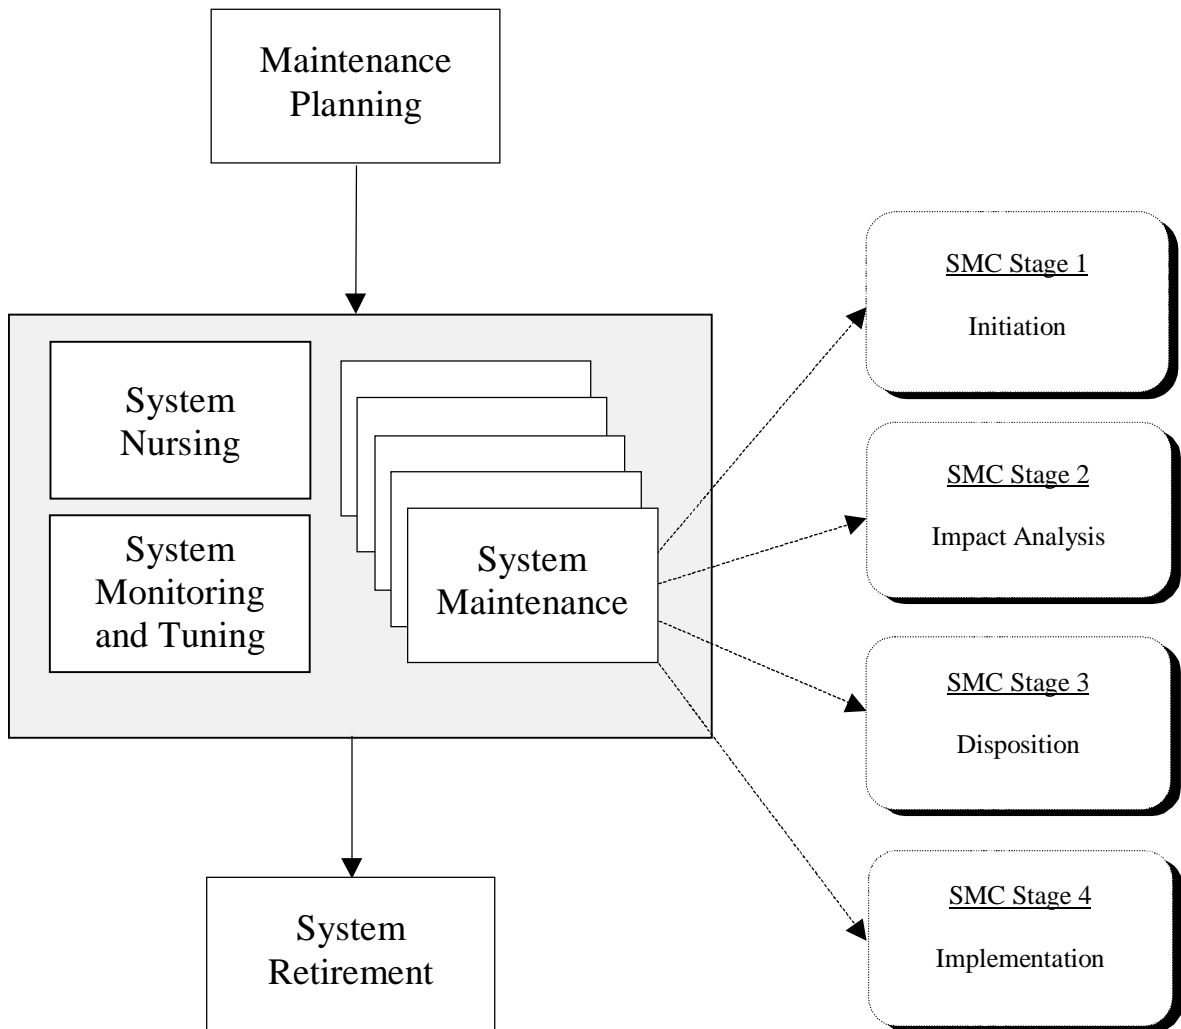 Maintenance
Planning
System
Nursing
System
Monitoring
and Tuning
System
Maintenance
System
Retirement
SMC Stage 1
Initiation
SMC Stage 2
Impact Analysis
SMC Stage 3
Disposition
SMC Stage 4
Implementation